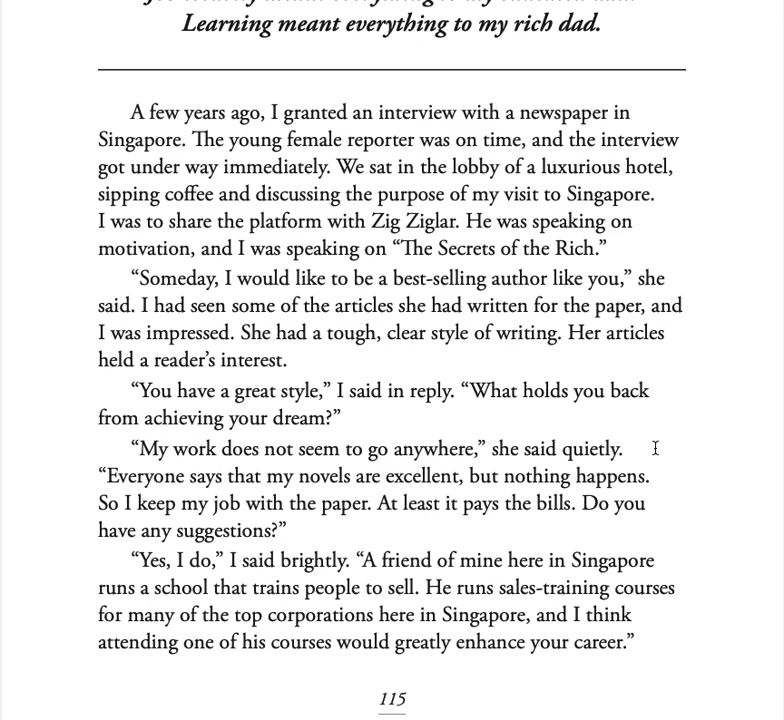 Learning meant everything to my rich dad.
A few years ago, I granted an interview with a newspaper in
Singapore. The young female reporter was on time, and the interview
got under way immediately. We sat in the lobby of a luxurious hotel,
sipping coffee and discussing the purpose of my visit to Singapore.
I was to share the platform with Zig Ziglar. He was speaking on
motivation, and I was speaking on “The Secrets of the Rich.”
“Someday, I would like to be a best-selling author like you,” she
said. I had seen some of the articles she had written for the paper, and
I was impressed. She had a tough, clear style of writing. Her articles
held a reader’s interest.
“You have a great style,” I said in reply. “What holds you back
from achieving your dream?”
“My work does not seem to go anywhere,” she said quietly.
“Everyone says that my novels are excellent, but nothing happens.
So I keep my job with the paper. At least it pays the bills. Do you
have any suggestions?”
“Yes, I do,” I said brightly. “A friend of mine here in Singapore
runs a school that trains people to sell. He runs sales-training courses
for many of the top corporations here in Singapore, and I think
attending one of his courses would greatly enhance your career.”
115